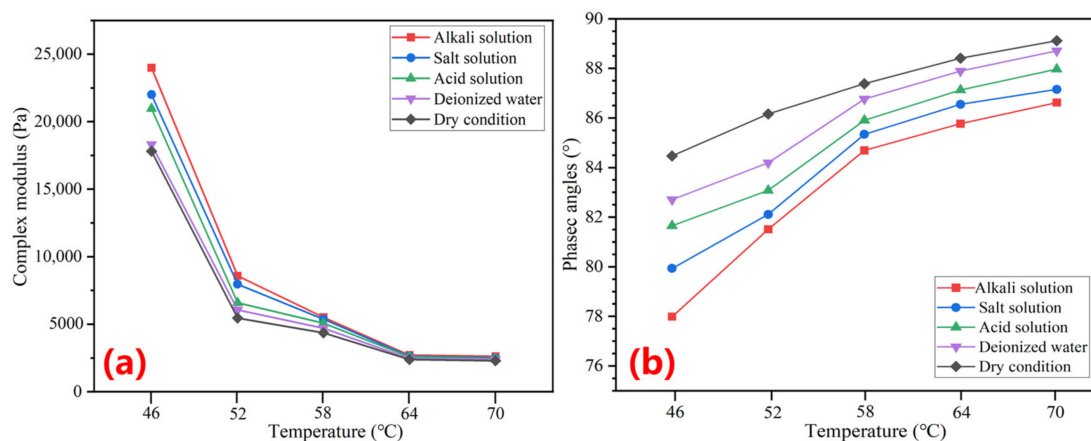 25,000
20,000
15,000
10,000
5000
0
Complex modulus (Pa)
46
52
58
64
70
Temperature (℃)
Alkali solution
Salt solution
Acid solution
Deionized water
Dry condition
(a)
90
88
86
84
82
80
78
76
Phasec angles (°)
46
52
58
64
70
Temperature (℃)
Alkali solution
Salt solution
Acid solution
Deionized water
Dry condition
(b)